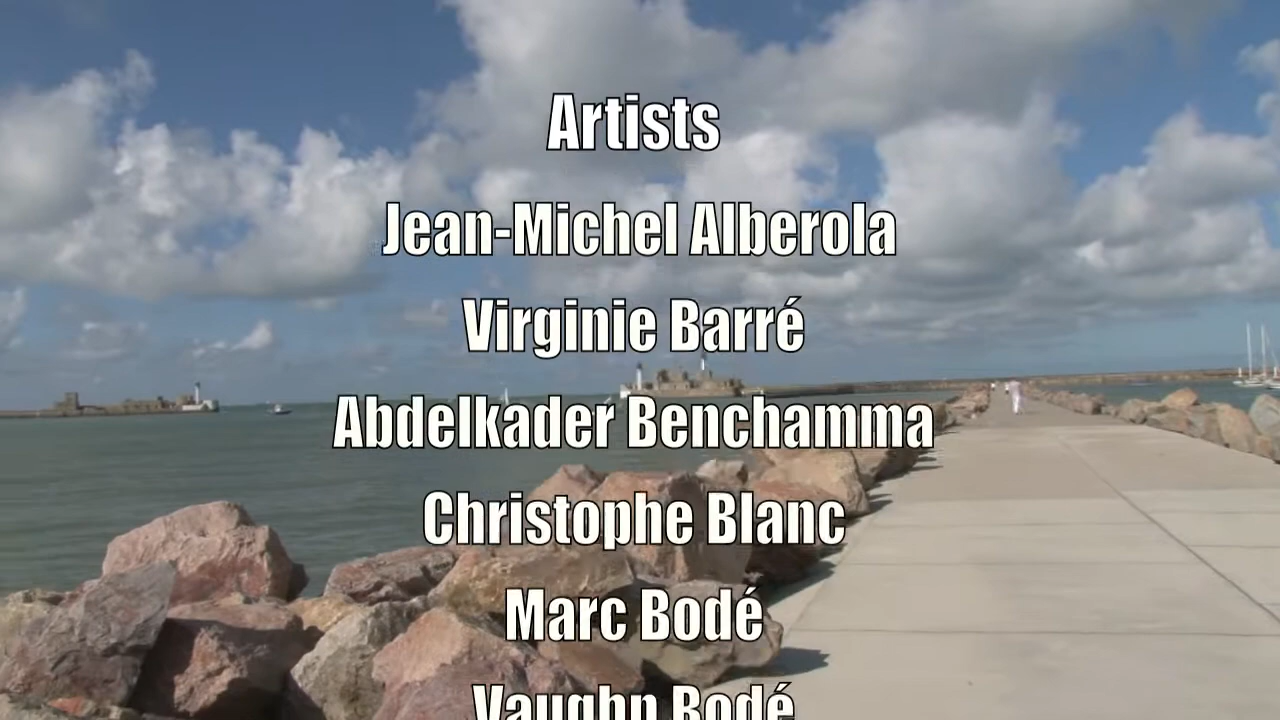 Artists
Jean-Michel Alberola
Virginie Barré
Abdelkader Benchamma
Christophe Blanc
Marc Bodé
Vaughn Bodé